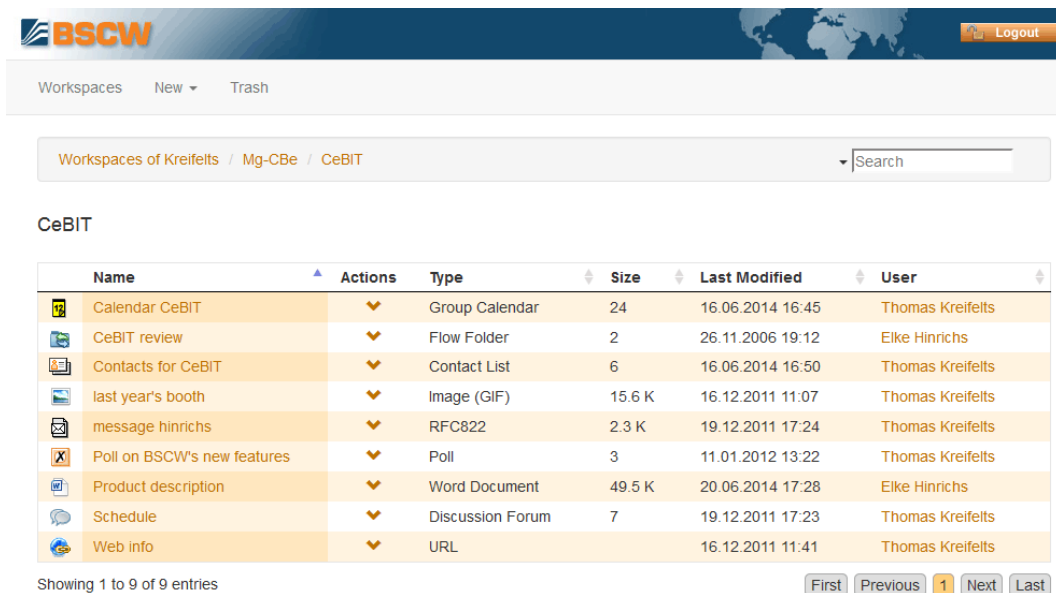 BSCW
Logout
Workspaces New Trash
Workspaces of Kreifelts / Mg-CBe / CeBIT Search
CeBIT
Name Actions Type Size Last Modified User
Calendar CeBIT Group Calendar 24 16.06.2014 16:45 Thomas Kreifelts
CeBIT review Flow Folder 2 26.11.2006 19:12 Elke Hinrichs
Contacts for CeBIT Contact List 6 16.06.2014 16:50 Thomas Kreifelts
last year's booth Image (GIF) 15.6 K 16.12.2011 11:07 Thomas Kreifelts
message hinrichs RFC822 2.3 K 19.12.2011 17:24 Thomas Kreifelts
Poll on BSCW's new features Poll 3 11.01.2012 13:22 Thomas Kreifelts
Product description Word Document 49.5 K 20.06.2014 17:28 Elke Hinrichs
Schedule Discussion Forum 7 19.12.2011 17:23 Thomas Kreifelts
Web info URL 16.12.2011 11:41 Thomas Kreifelts
Showing 1 to 9 of 9 entries First Previous 1 Next Last